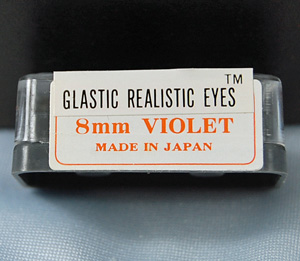 TM
GLASTIC REALISTIC EYES
8mm VIOLET
MADE IN JAPAN